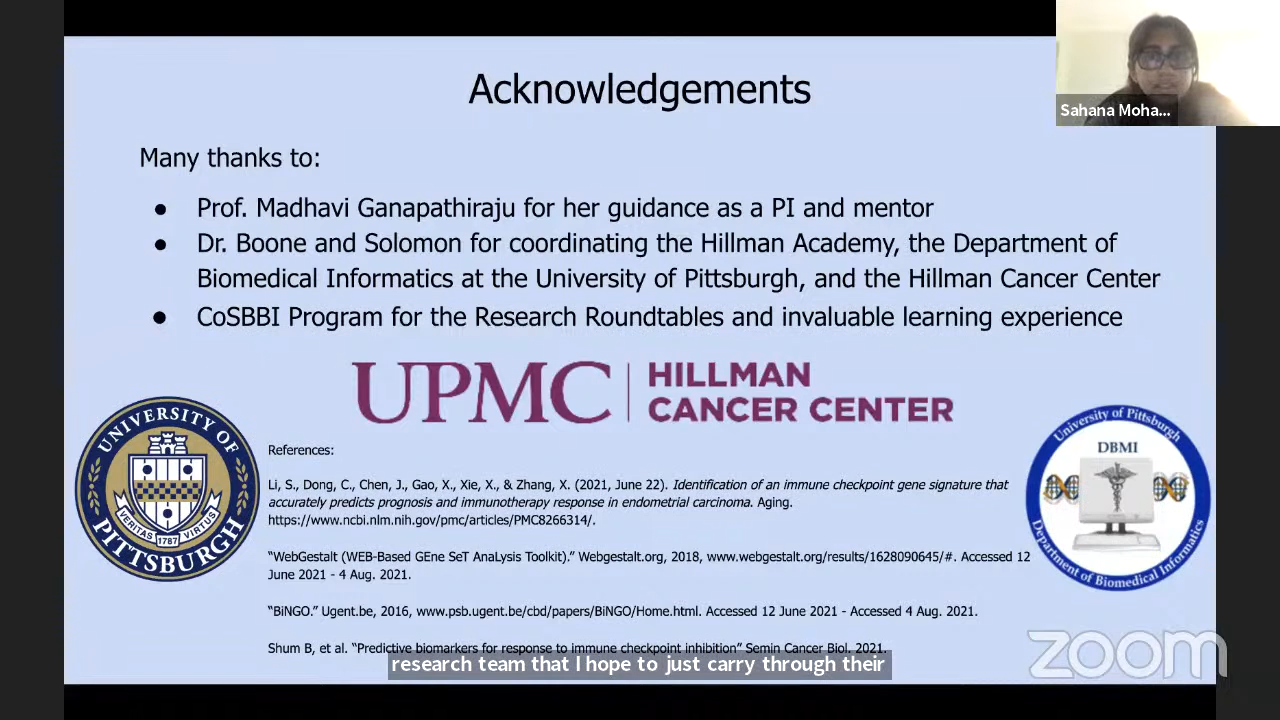 Acknowledgements
Sahana Moha...
Many thanks to:
● Prof. Madhavi Ganapathiraju for her guidance as a PI and mentor
● Dr. Boone and Solomon for coordinating the Hillman Academy, the Department of
Biomedical Informatics at the University of Pittsburgh, and the Hillman Cancer Center
● CoSBBI Program for the Research Roundtables and invaluable learning experience
UPMC | HILLMAN
CANCER CENTER
UNIVERSITY OF
PITTSBURGH
VERITAS VIRTUS
1787
References:
Li, S., Dong, C., Chen, J., Gao, X., Xie, X., & Zhang, X. (2021, June 22). Identification of an immune checkpoint gene signature that
accurately predicts prognosis and immunotherapy response in endometrial carcinoma. Aging.
https://www.ncbi.nlm.nih.gov/pmc/articles/PMC8266314/.
“WebGestalt (WEB-Based GEne SeT AnaLysis Toolkit).” Webgestalt.org, 2018, www.webgestalt.org/results/1628090645/#. Accessed 12
June 2021 - 4 Aug. 2021.
“BiNGO.” Ugent.be, 2016, www.psb.ugent.be/cbd/papers/BiNGO/Home.html. Accessed 12 June 2021 - Accessed 4 Aug. 2021.
Shum B, et al. “Predictive biomarkers for response to immune checkpoint inhibition” Semin Cancer Biol. 2021.
University of Pittsburgh
DBMI
Department of Biomedical Informatics
research team that I hope to just carry through their
zoom